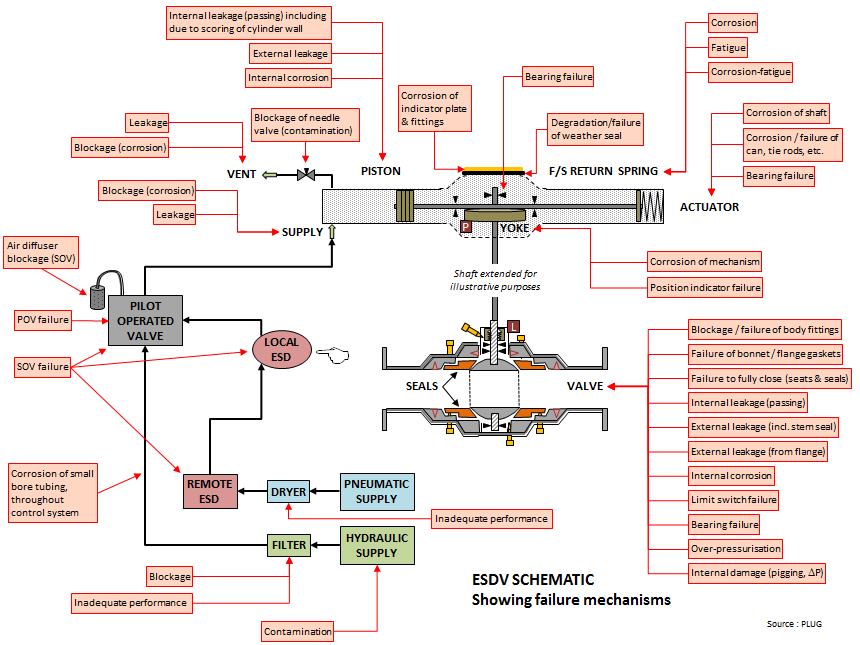 Internal leakage (passing) including
due to scoring of cylinder wall
External leakage
Internal corrosion
Corrosion
Fatigue
Corrosion-fatigue
Bearing failure
Corrosion of
indicator plate
& fittings
Blockage of needle
valve (contamination)
Leakage
Blockage (corrosion)
Degradation/failure
of weather seal
Corrosion of shaft
Corrosion / failure of
can, tie rods, etc.
Bearing failure
VENT
PISTON
F/S RETURN SPRING
ACTUATOR
Blockage (corrosion)
Leakage
SUPPLY
P
YOKE
Air diffuser
blockage (SOV)
Corrosion of mechanism
Position indicator failure
Shaft extended for
illustrative purposes
PILOT
OPERATED
VALVE
POV failure
SOV failure
LOCAL
ESD
L
SEALS
VALVE
Blockage / failure of body fittings
Failure of bonnet / flange gaskets
Failure to fully close (seats & seals)
Internal leakage (passing)
External leakage (incl. stem seal)
External leakage (from flange)
Internal corrosion
Limit switch failure
Bearing failure
Over-pressurisation
Internal damage (pigging, ΔP)
Corrosion of small
bore tubing,
throughout
control system
REMOTE
ESD
DRYER
PNEUMATIC
SUPPLY
Inadequate performance
FILTER
HYDRAULIC
SUPPLY
Blockage
Inadequate performance
Contamination
ESDV SCHEMATIC
Showing failure mechanisms
Source : PLUG